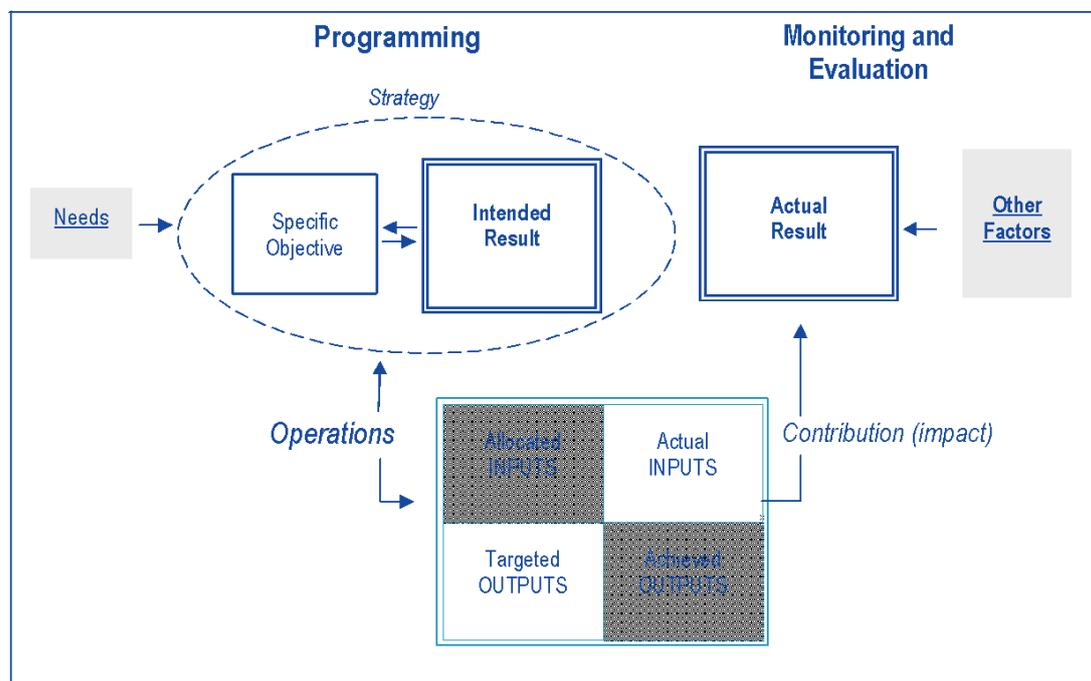 Programming
Monitoring and
Evaluation
Strategy
Needs
Specific
Objective
Intended
Result
Actual
Result
Other
Factors
Operations
Allocated
INPUTS
Actual
INPUTS
Contribution (impact)
Targeted
OUTPUTS
Achieved
OUTPUTS